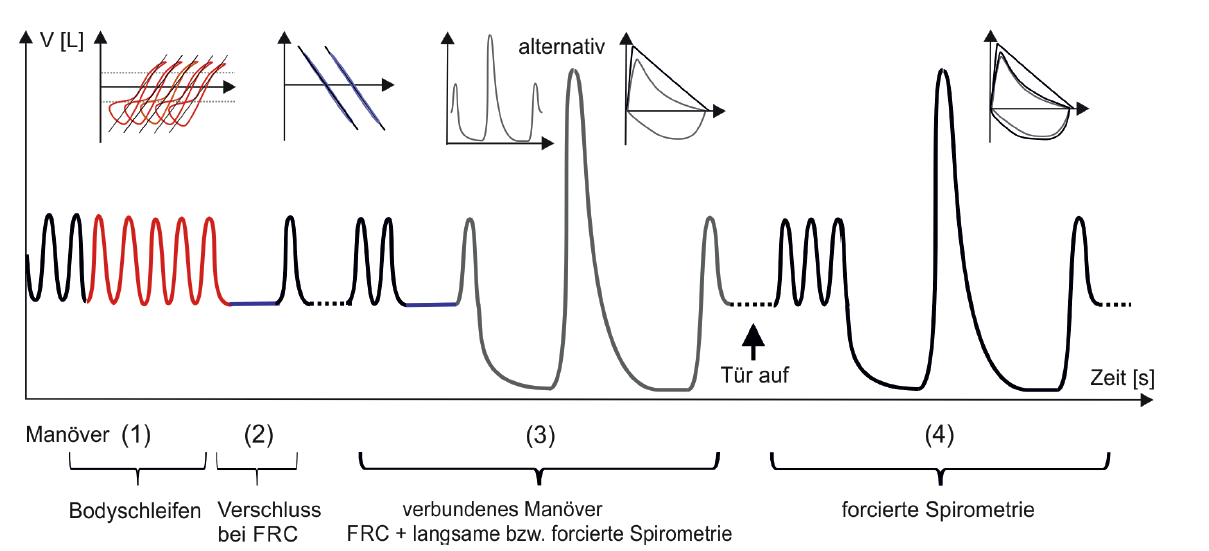 V [L]
alternativ
Tür auf
Zeit [s]
Manöver (1) (2) (3) (4)
Bodyschleifen
Verschluss
bei FRC
verbundenes Manöver
FRC + langsame bzw. forcierte Spirometrie
forcierte Spirometrie